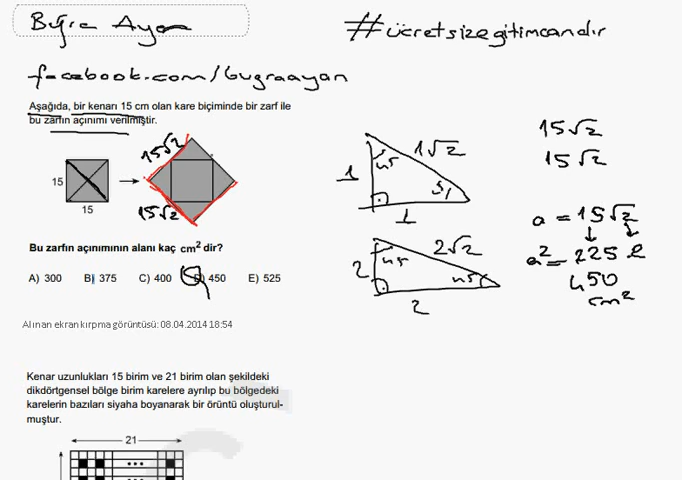 Buğra Ayan
#ücretsizegitimcandır
facebook.com/bugraayan
Aşağıda, bir kenarı 15 cm olan kare biçiminde bir zarf ile
bu zarfın açınımı verilmiştir.
15
15
15√2
15√2
1
1√2
45
1
2
2√2
45
45
2
15√2
15√2
a = 15√2
a² = 225 2
450
cm²
Bu zarfın açınımının alanı kaç cm² dir?
A) 300 B) 375 C) 400 D) 450 E) 525
Alınan ekran kırpma görüntüsü: 08.04.2014 18:54
Kenar uzunlukları 15 birim ve 21 birim olan şekildeki
dikdörtgensel bölge birim karelere ayrılıp bu bölgedeki
karelerin bazıları siyaha boyanarak bir örüntü oluşturul-
muştur.
21